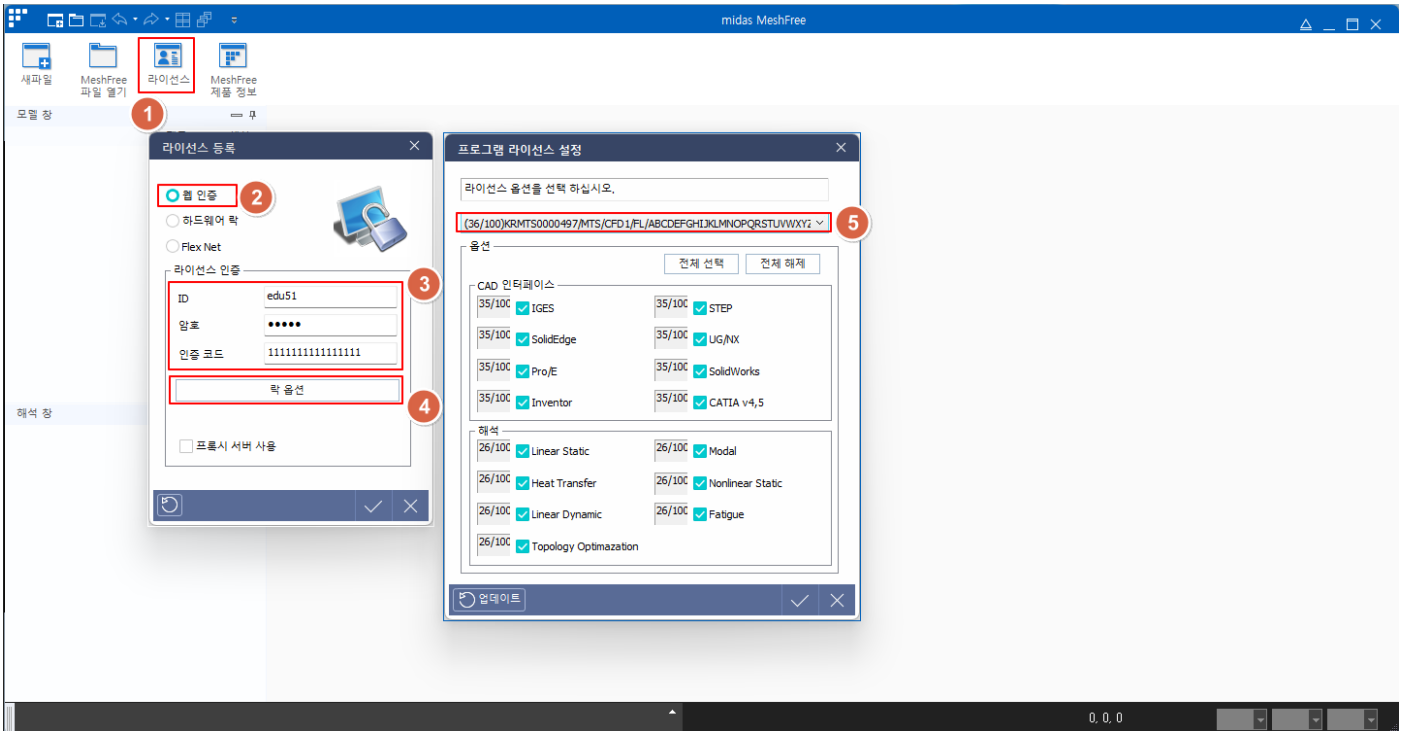 midas MeshFree
새파일
MeshFree
파일 열기
라이선스
MeshFree
제품 정보
1
모델 창
라이선스 등록
웹 인증
2
하드웨어 락
Flex Net
라이선스 인증
3
ID
edu51
암호
•••••
인증 코드
1111111111111111
락 옵션
4
프록시 서버 사용
해석 창
프로그램 라이선스 설정
라이선스 옵션을 선택 하십시오.
(36/100)KRMTS0000497/MTS/CFD1/FL/ABCDEFGHIJKLMNOPQRSTUVWXYZ
5
옵션
전체 선택
전체 해제
CAD 인터페이스
35/100 IGES
35/100 STEP
35/100 SolidEdge
35/100 UG/NX
35/100 Pro/E
35/100 SolidWorks
35/100 Inventor
35/100 CATIA v4,5
해석
26/100 Linear Static
26/100 Modal
26/100 Heat Transfer
26/100 Nonlinear Static
26/100 Linear Dynamic
26/100 Fatigue
26/100 Topology Optimazation
업데이트
0, 0, 0